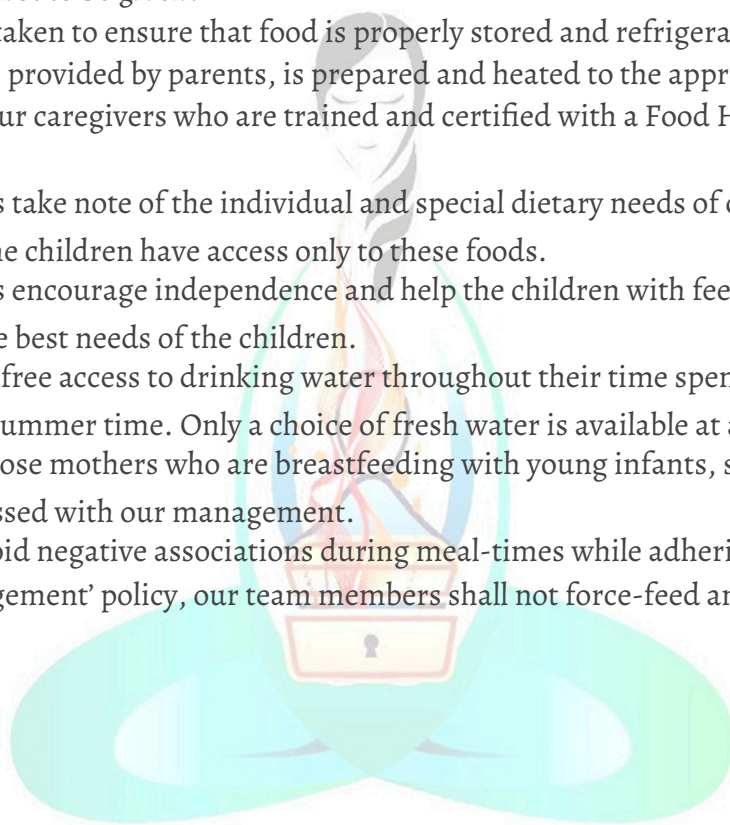 taken to ensure that food is properly stored and refrigera
provided by parents, is prepared and heated to the appr
ur caregivers who are trained and certified with a Food H
s take note of the individual and special dietary needs of
he children have access only to these foods.
s encourage independence and help the children with fee
e best needs of the children.
free access to drinking water throughout their time spen
ummer time. Only a choice of fresh water is available at a
ose mothers who are breastfeeding with young infants, s
ssed with our management.
oid negative associations during meal-times while adheri
gement’ policy, our team members shall not force-feed an